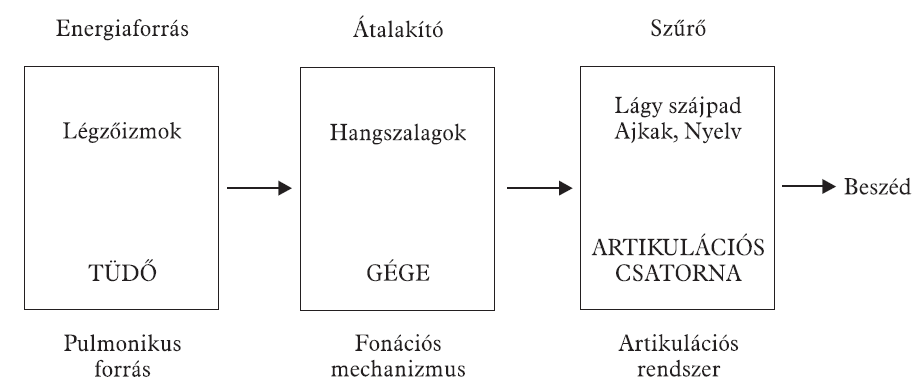 Energiaforrás
Átalakító
Szűrő
Légzőizmok
TÜDŐ
Hangszalagok
GÉGE
Lágy szájpad
Ajkak, Nyelv
ARTIKULÁCIÓS
CSATORNA
Beszéd
Pulmonikus
forrás
Fonációs
mechanizmus
Artikulációs
rendszer